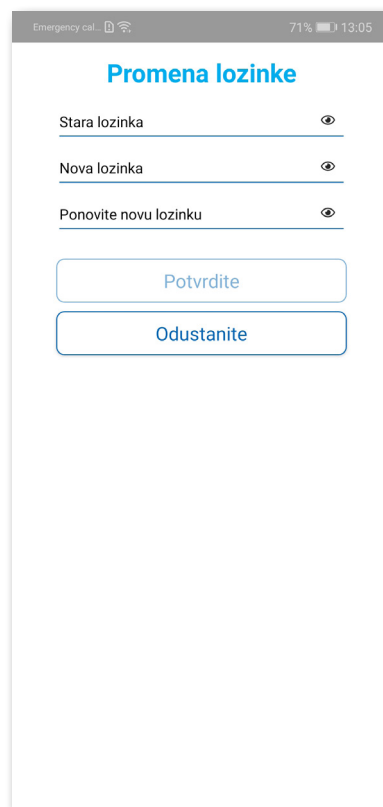 Emergency cal... 71% 13:05
Promena lozinke
Stara lozinka
Nova lozinka
Ponovite novu lozinku
Potvrdite
Odustanite